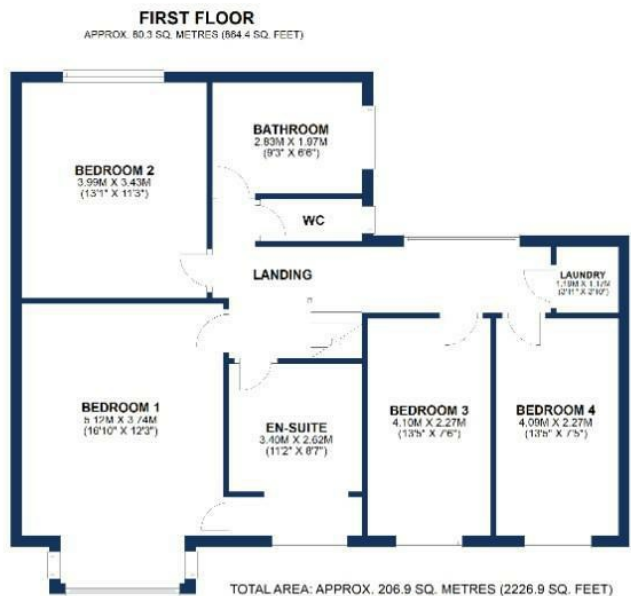 FIRST FLOOR
APPROX. 80.3 SQ. METRES (864.4 SQ. FEET)
BATHROOM
2.83M X 1.97M
(9'3" X 6'6")
BEDROOM 2
3.99M X 3.43M
(13'1" X 11'3")
WC
LANDING
LAUNDRY
BEDROOM 1
5.12M X 3.74M
(16'10" X 12'3")
EN-SUITE
3.40M X 2.62M
(11'2" X 8'7")
BEDROOM 3
4.10M X 2.27M
(13'5" X 7'6")
BEDROOM 4
4.09M X 2.27M
(13'5" X 7'5")
TOTAL AREA: APPROX. 206.9 SQ. METRES (2226.9 SQ. FEET)